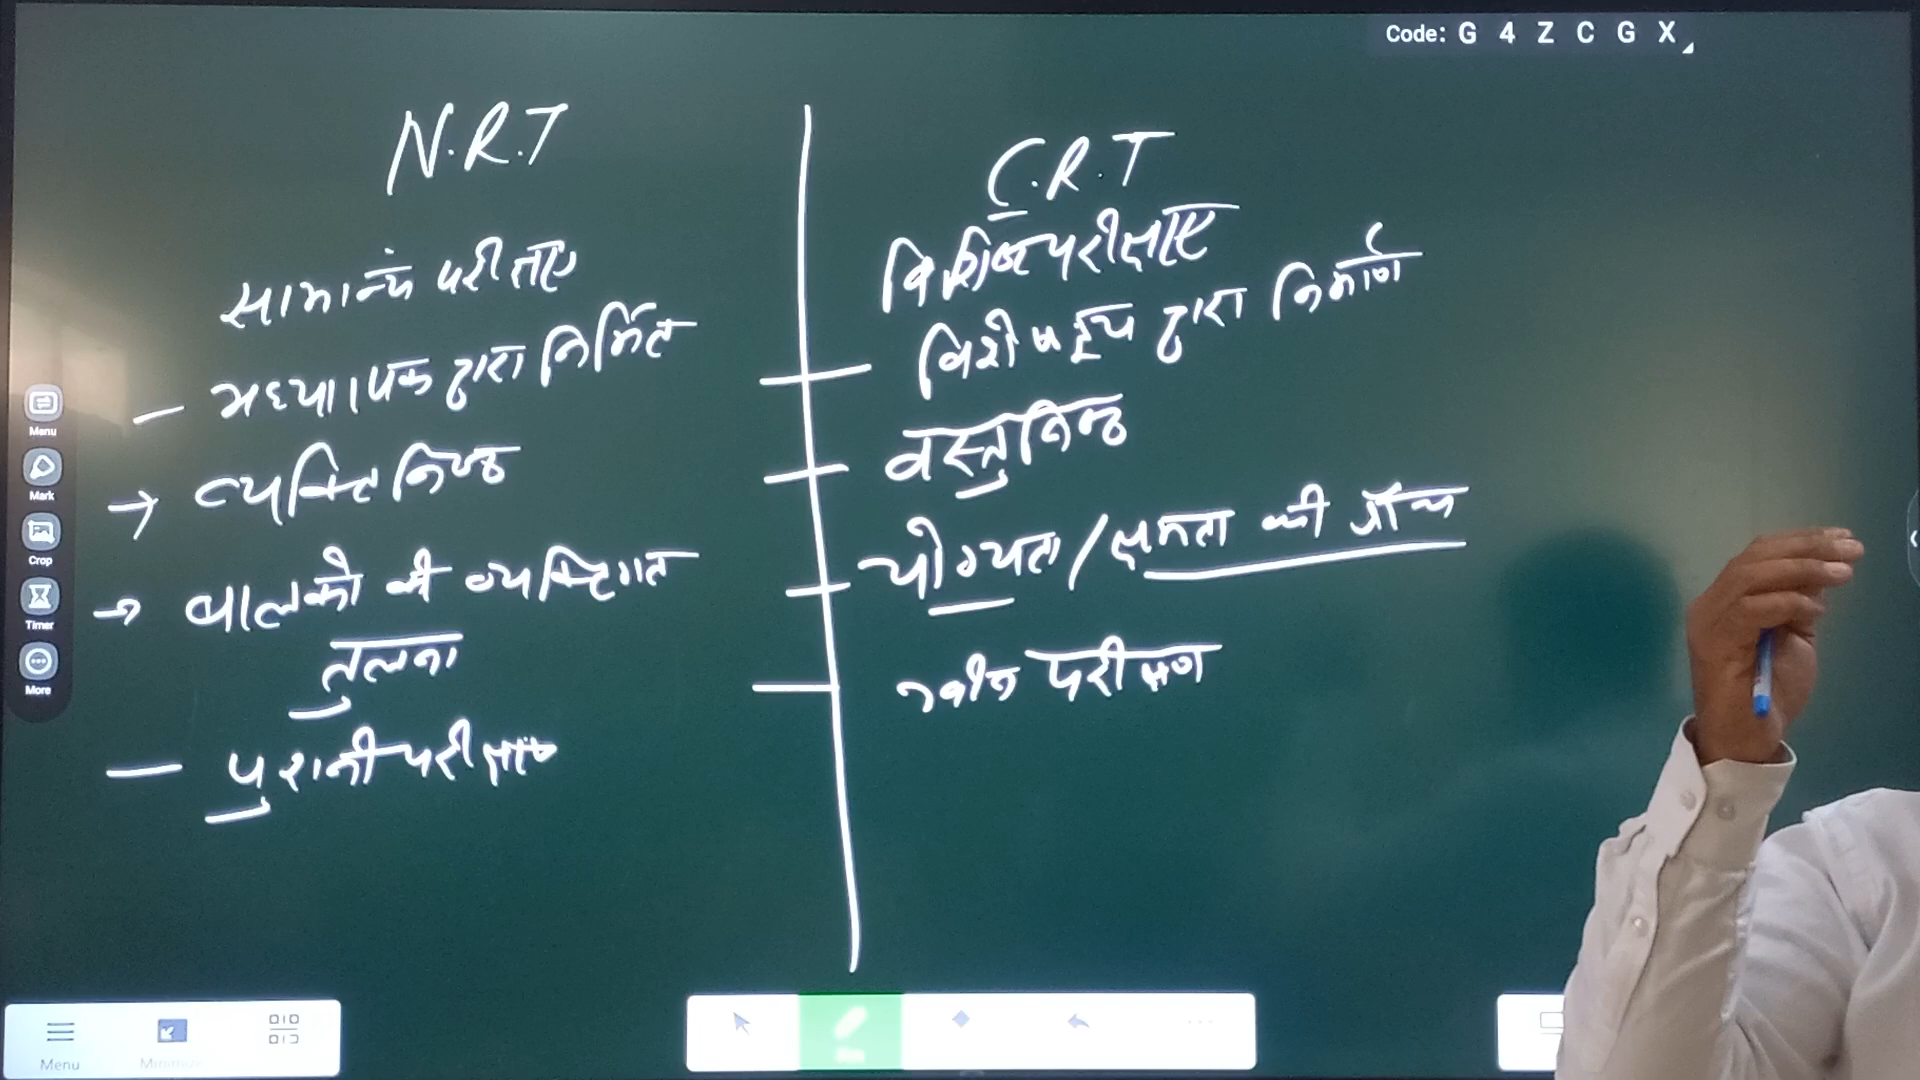 Code: G 4 Z C G X
N.R.T
सामान्य परीक्षाए
— अध्यापक द्वारा निर्मित
→ व्यक्तिनिष्ठ
→ बालको की व्यक्तिगत
तुलना
— पुरानी परीक्षाए
C.R.T
विशिष्ट परीक्षाए
विशेषज्ञ द्वारा निर्माण
वस्तुनिष्ठ
योग्यता / क्षमता की जाँच
नवीन परीक्षण
Menu
Mark
Crop
Timer
More
Menu
Minimize